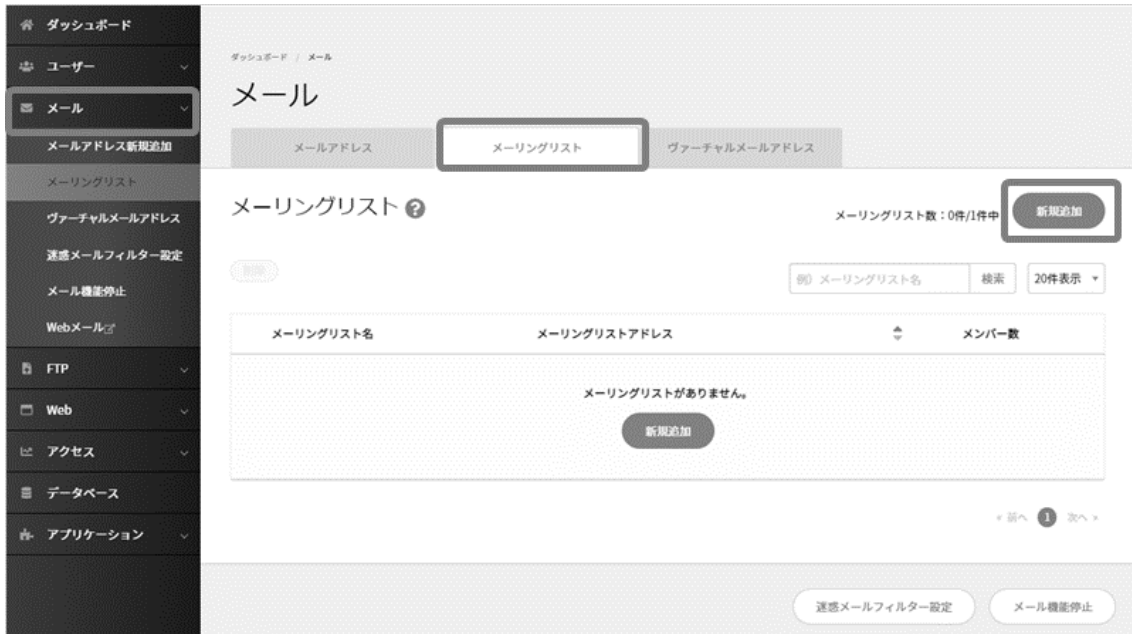 ダッシュボード
ユーザー
メール
メールアドレス新規追加
メーリングリスト
ヴァーチャルメールアドレス
迷惑メールフィルター設定
メール機能停止
Webメール
FTP
Web
アクセス
データベース
アプリケーション
ダッシュボード / メール
メール
メールアドレス メーリングリスト ヴァーチャルメールアドレス
メーリングリスト ?
メーリングリスト数：0件/1件中 新規追加
削除 例）メーリングリスト名 検索 20件表示
メーリングリスト名 メーリングリストアドレス メンバー数
メーリングリストがありません。
新規追加
« 前へ 1 次へ »
迷惑メールフィルター設定 メール機能停止